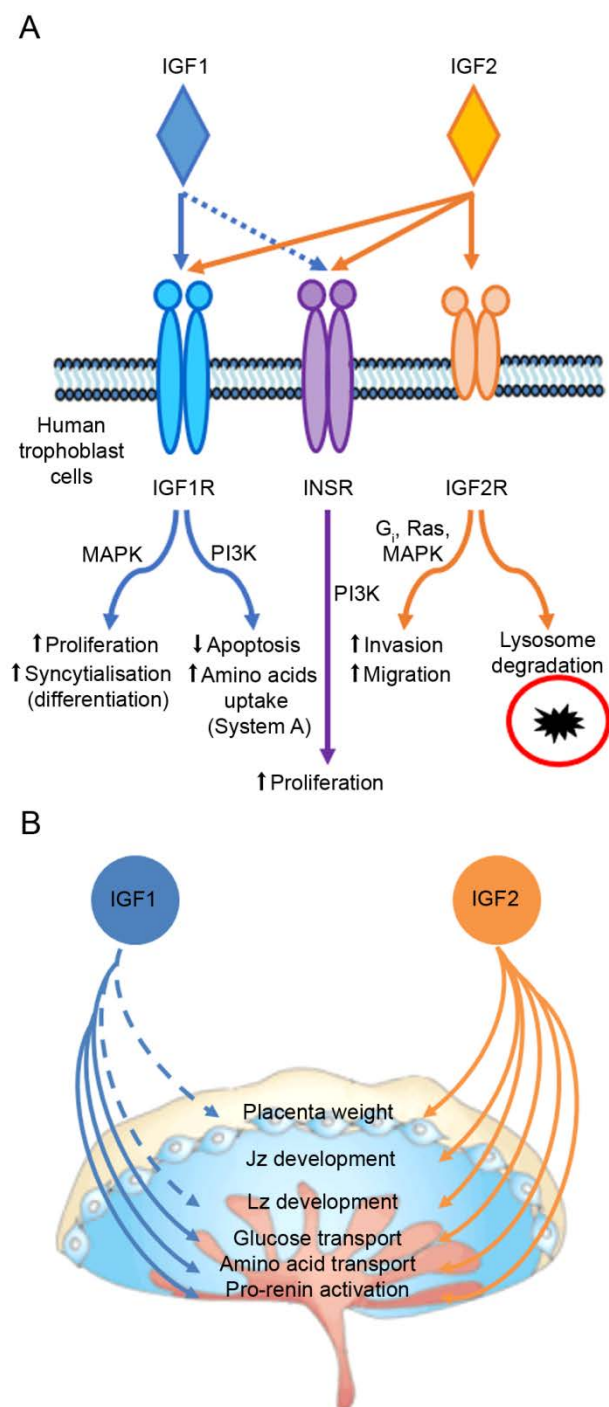 A
IGF1
IGF2
Human
trophoblast
cells
IGF1R
INSR
IGF2R
MAPK
PI3K
PI3K
Gi, Ras,
MAPK
↑Proliferation
↑Syncytialisation
(differentiation)
↓Apoptosis
↑Amino acids
uptake
(System A)
↑Invasion
↑Migration
Lysosome
degradation
↑Proliferation
B
IGF1
IGF2
Placenta weight
Jz development
Lz development
Glucose transport
Amino acid transport
Pro-renin activation